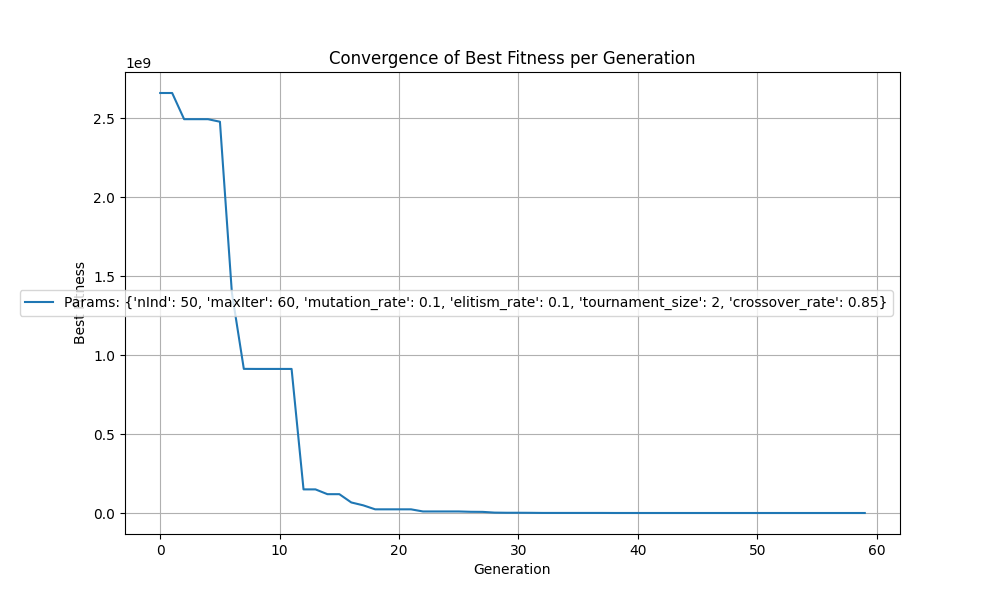 Convergence of Best Fitness per Generation
1e9
2.5
2.0
1.5
Params: {'nInd': 50, 'maxIter': 60, 'mutation_rate': 0.1, 'elitism_rate': 0.1, 'tournament_size': 2, 'crossover_rate': 0.85}
Best Fitness
1.0
0.5
0.0
0 10 20 30 40 50 60
Generation